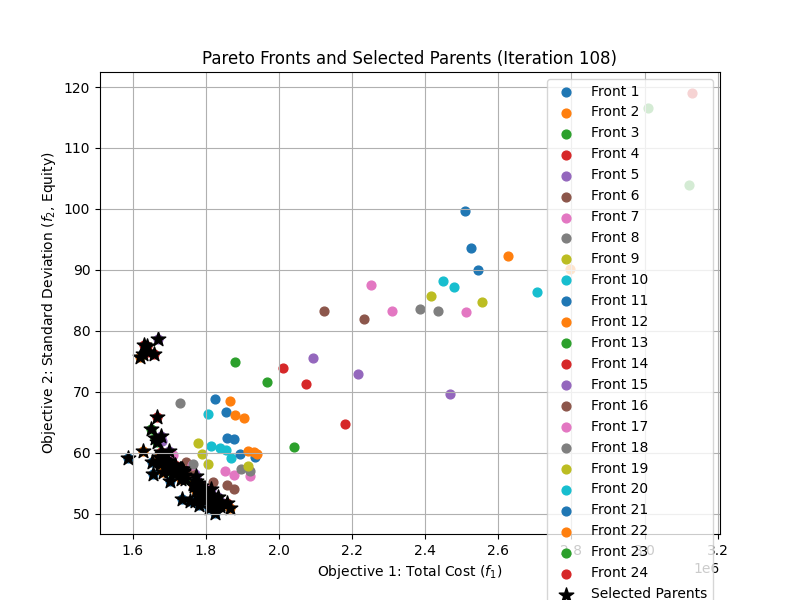 Pareto Fronts and Selected Parents (Iteration 108)
Objective 2: Standard Deviation (f2, Equity)
120
110
100
90
80
70
60
50
1.6
1.8
2.0
2.2
2.4
2.6
2.8
3.0
3.2
1e6
Objective 1: Total Cost (f1)
Front 1
Front 2
Front 3
Front 4
Front 5
Front 6
Front 7
Front 8
Front 9
Front 10
Front 11
Front 12
Front 13
Front 14
Front 15
Front 16
Front 17
Front 18
Front 19
Front 20
Front 21
Front 22
Front 23
Front 24
Selected Parents